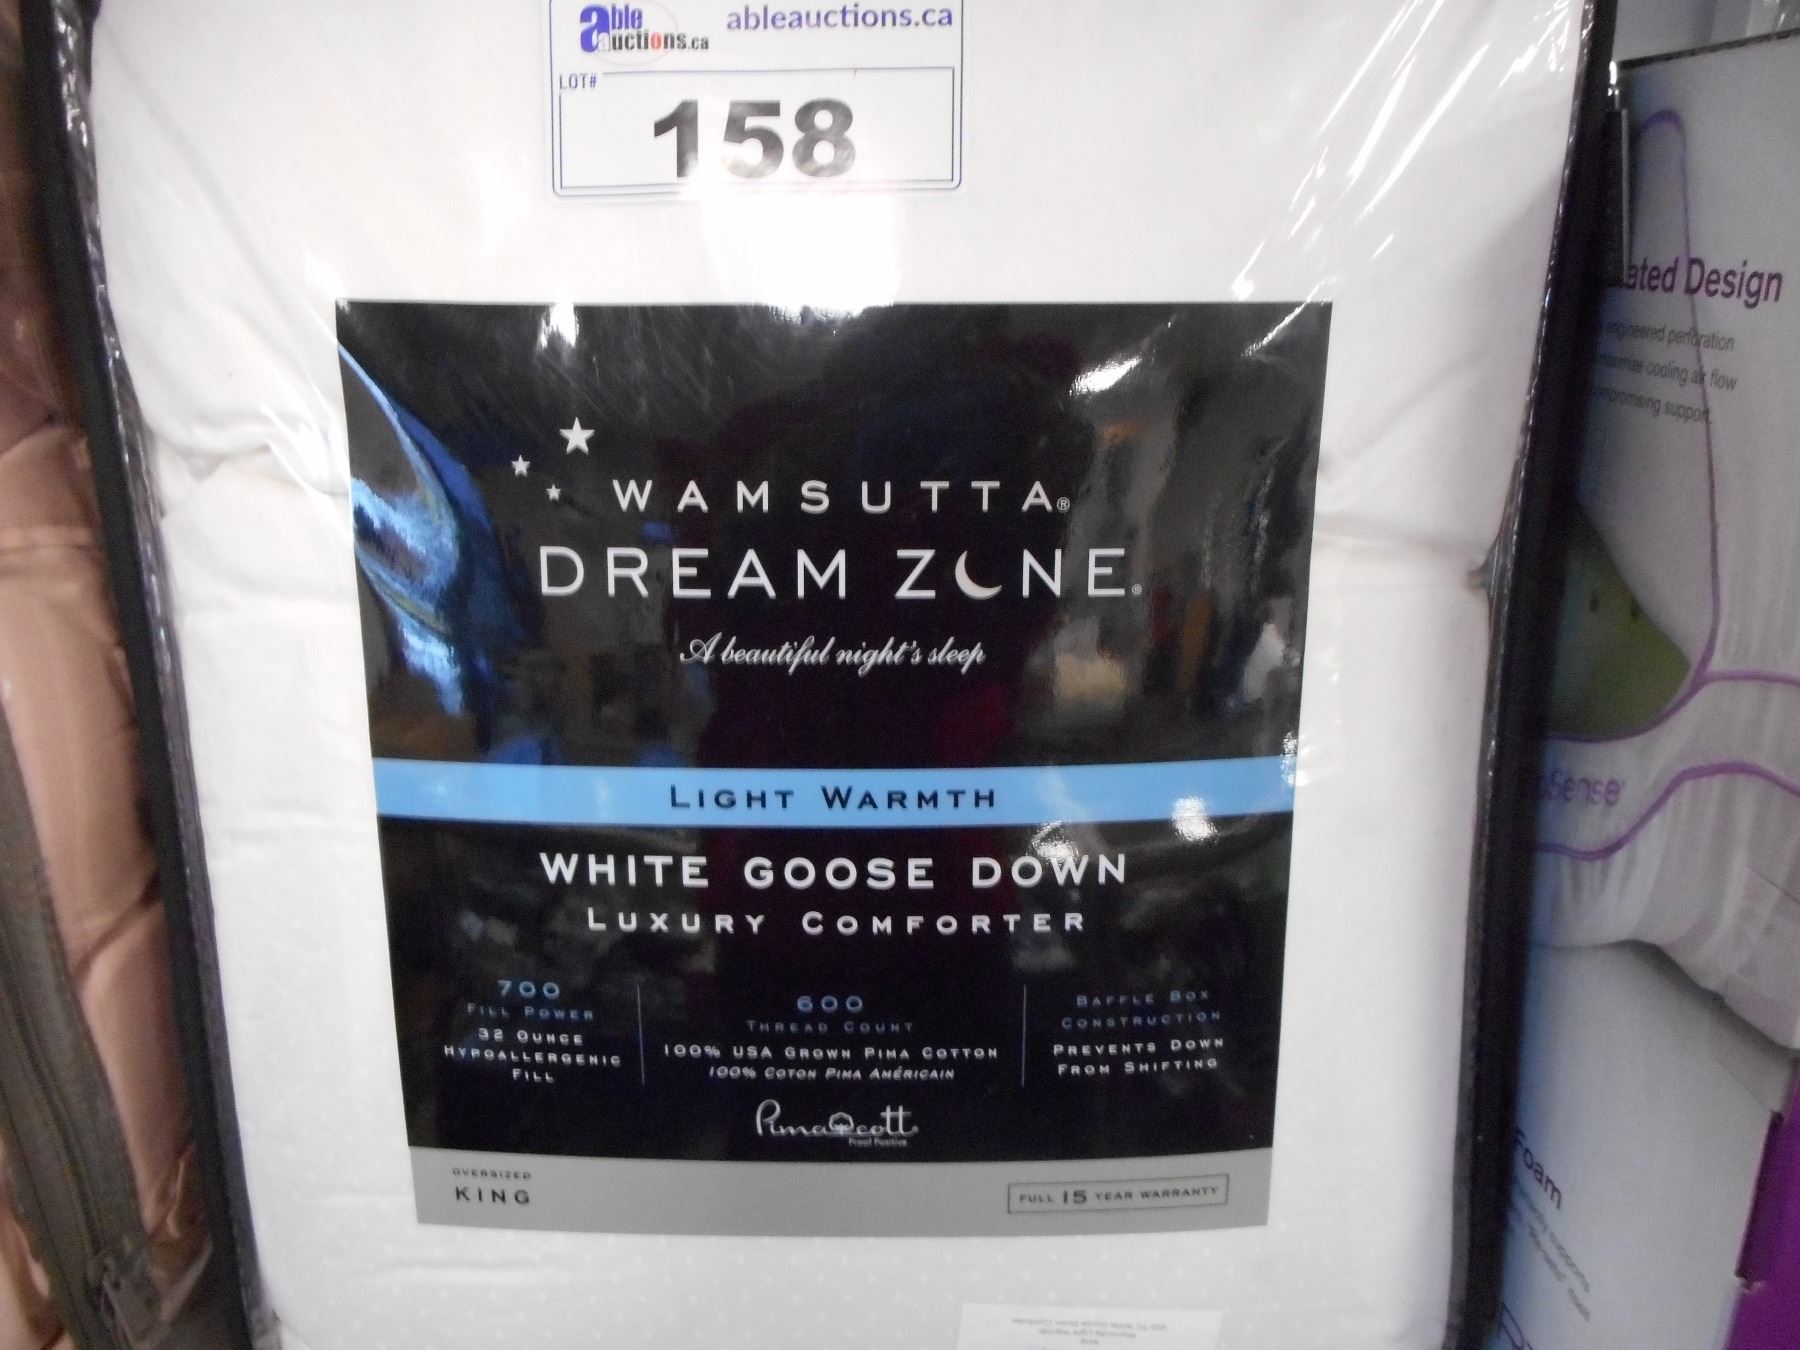 able auctions.ca
ableauctions.ca
LOT#
158
WAMSUTTA®
DREAM ZONE®
A beautiful night's sleep
LIGHT WARMTH
WHITE GOOSE DOWN
LUXURY COMFORTER
700
FILL POWER
32 OUNCE
HYPOALLERGENIC
FILL
600
THREAD COUNT
100% USA GROWN PIMA COTTON
100% COTON PIMA AMÉRICAIN
BAFFLE BOX
CONSTRUCTION
PREVENTS DOWN
FROM SHIFTING
PimaCott
Proof Positive
OVERSIZED
KING
FULL 15 YEAR WARRANTY
Design
engineered perforation
cooling air flow
support
Foam